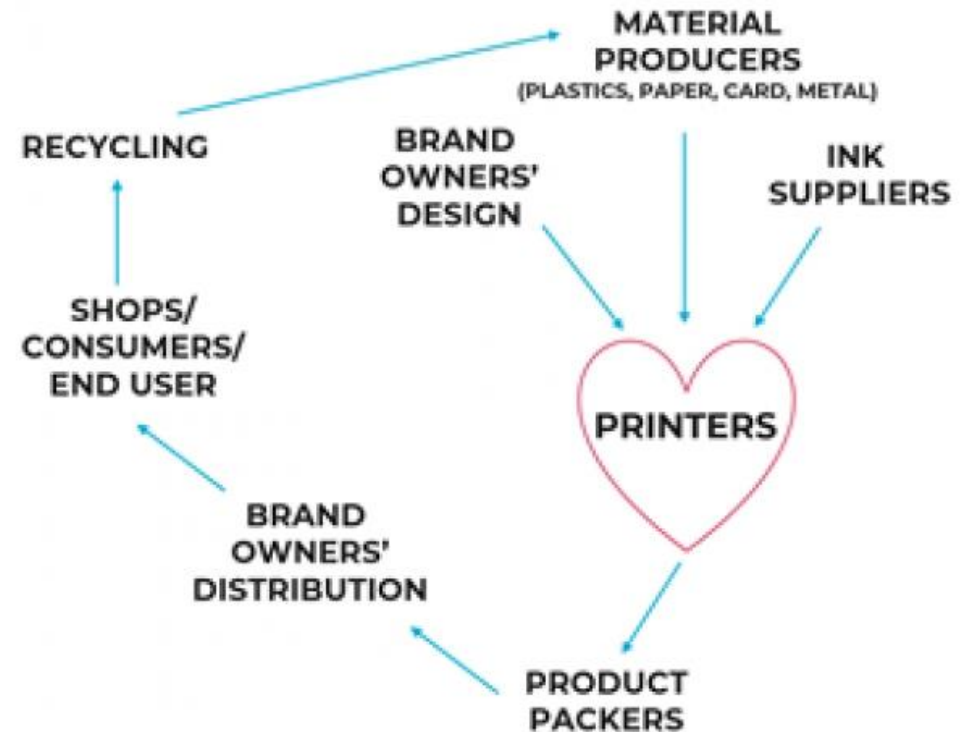 MATERIAL
PRODUCERS
(PLASTICS, PAPER, CARD, METAL)
BRAND
OWNERS’
DESIGN
INK
SUPPLIERS
PRINTERS
PRODUCT
PACKERS
BRAND
OWNERS’
DISTRIBUTION
SHOPS/
CONSUMERS/
END USER
RECYCLING